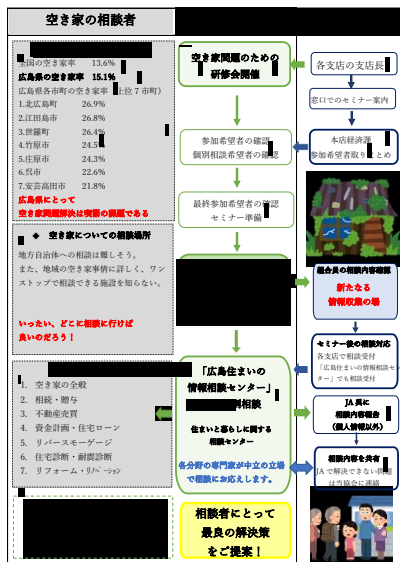 空き家の相談者
全国の空き家率 13.6%
広島県の空き家率 15.1%
広島県各市町の空き家率 上位7市町）
1.北広島町 26.9%
2.江田島市 26.8%
3.世羅町 26.4%
4.竹原市 24.5%
5.庄原市 24.3%
6.呉市 22.6%
7.安芸高田市 21.8%
広島県にとって
空き家問題解決は喫緊の課題である
◆ 空き家についての相談場所
地方自治体への相談は難しそう。
また、地域の空き家事情に詳しく、ワン
ストップで相談できる施設を知らない。
いったい、どこに相談に行けば
良いのだろう！
1. 空き家の全般
2. 相続・贈与
3. 不動産売買
4. 資金計画・住宅ローン
5. リバースモーゲージ
6. 住宅診断・耐震診断
7. リフォーム・リノベーション
空き家問題のための
研修会開催
参加希望者の確認
個別相談希望者の確認
最終参加希望者の確認
セミナー準備
「広島住まいの
情報相談センター」
別相談
住まいと暮らしに関する
相談センター
各分野の専門家が中立の立場
で相談にお応えします。
相談者にとって
最良の解決策
をご提案！
各支店の支店長
窓口でのセミナー案内
本店経済課
参加希望者取りまとめ
組合員の相談内容確認
新たなる
情報収集の場
セミナー後の相談対応
各支店で相談受付
「広島住まいの情報相談セン
ター」でも相談受付
JA 呉に
相談内容報告
（個人情報以外）
相談内容を共有
JA で解決できない問題
は当協会に連絡